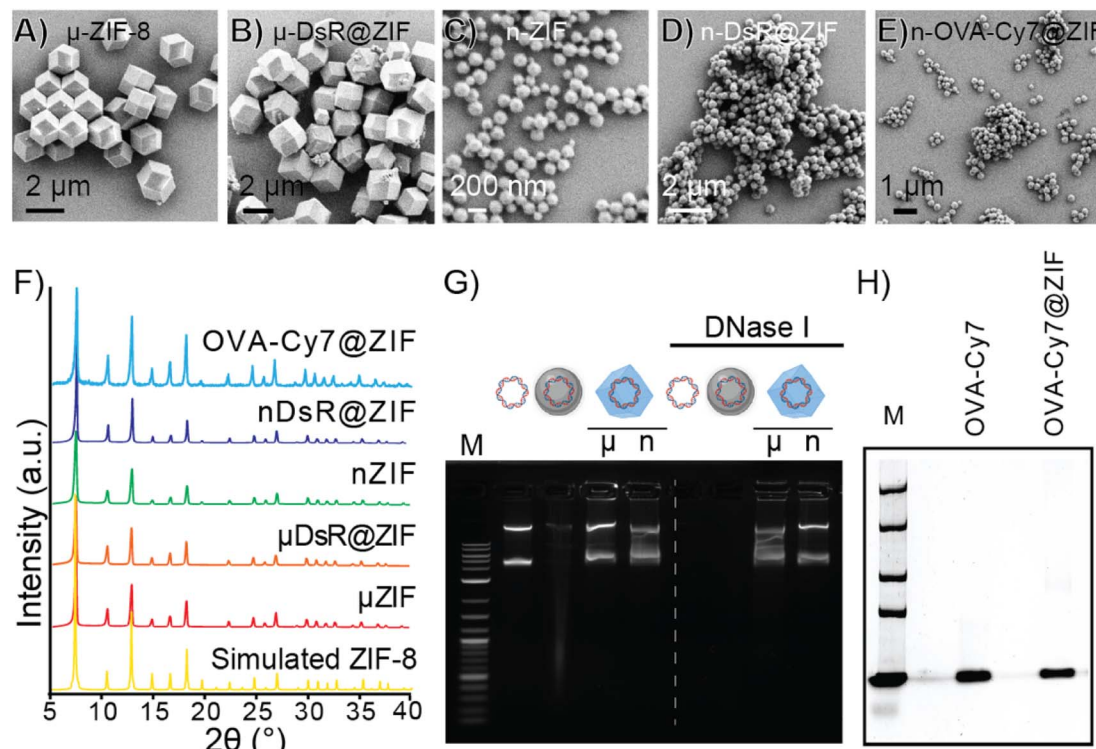 A) μ-ZIF-8
2 μm
B) μ-DsR@ZIF
2 μm
C) n-ZIF
200 nm
D) n-DsR@ZIF
2 μm
E) n-OVA-Cy7@ZIF
1 μm
F)
Intensity (a.u.)
OVA-Cy7@ZIF
nDsR@ZIF
nZIF
μDsR@ZIF
μZIF
Simulated ZIF-8
5 10 15 20 25 30 35 40
2θ (°)
G)
DNase I
M μ n μ n
H)
M
OVA-Cy7
OVA-Cy7@ZIF